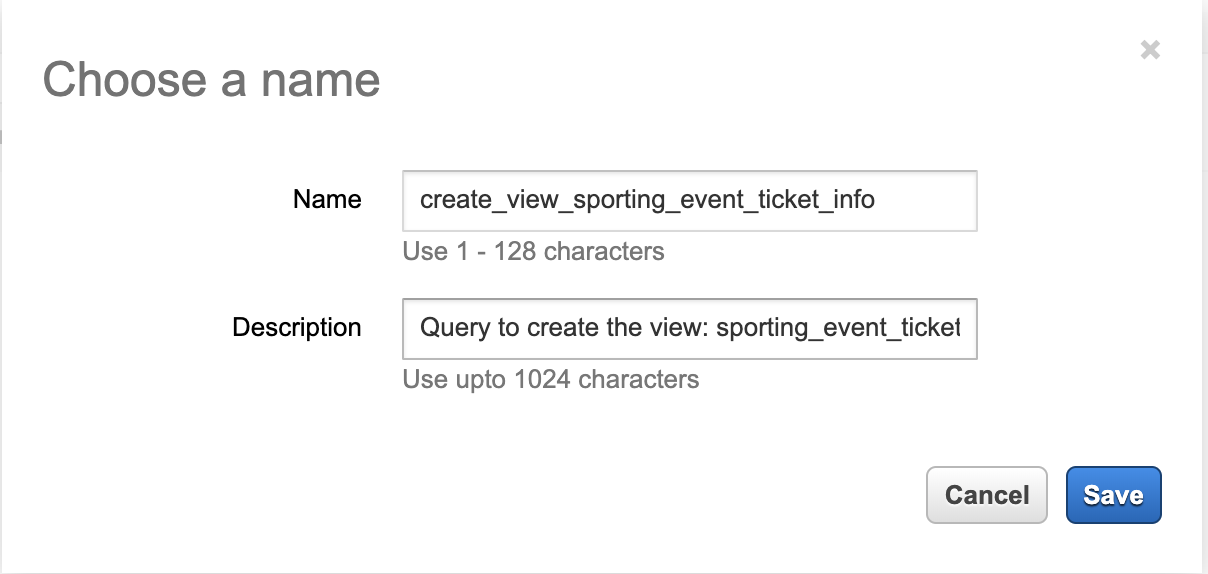 Choose a name
Name
create_view_sporting_event_ticket_info
Use 1 - 128 characters
Description
Query to create the view: sporting_event_ticket
Use upto 1024 characters
Cancel
Save